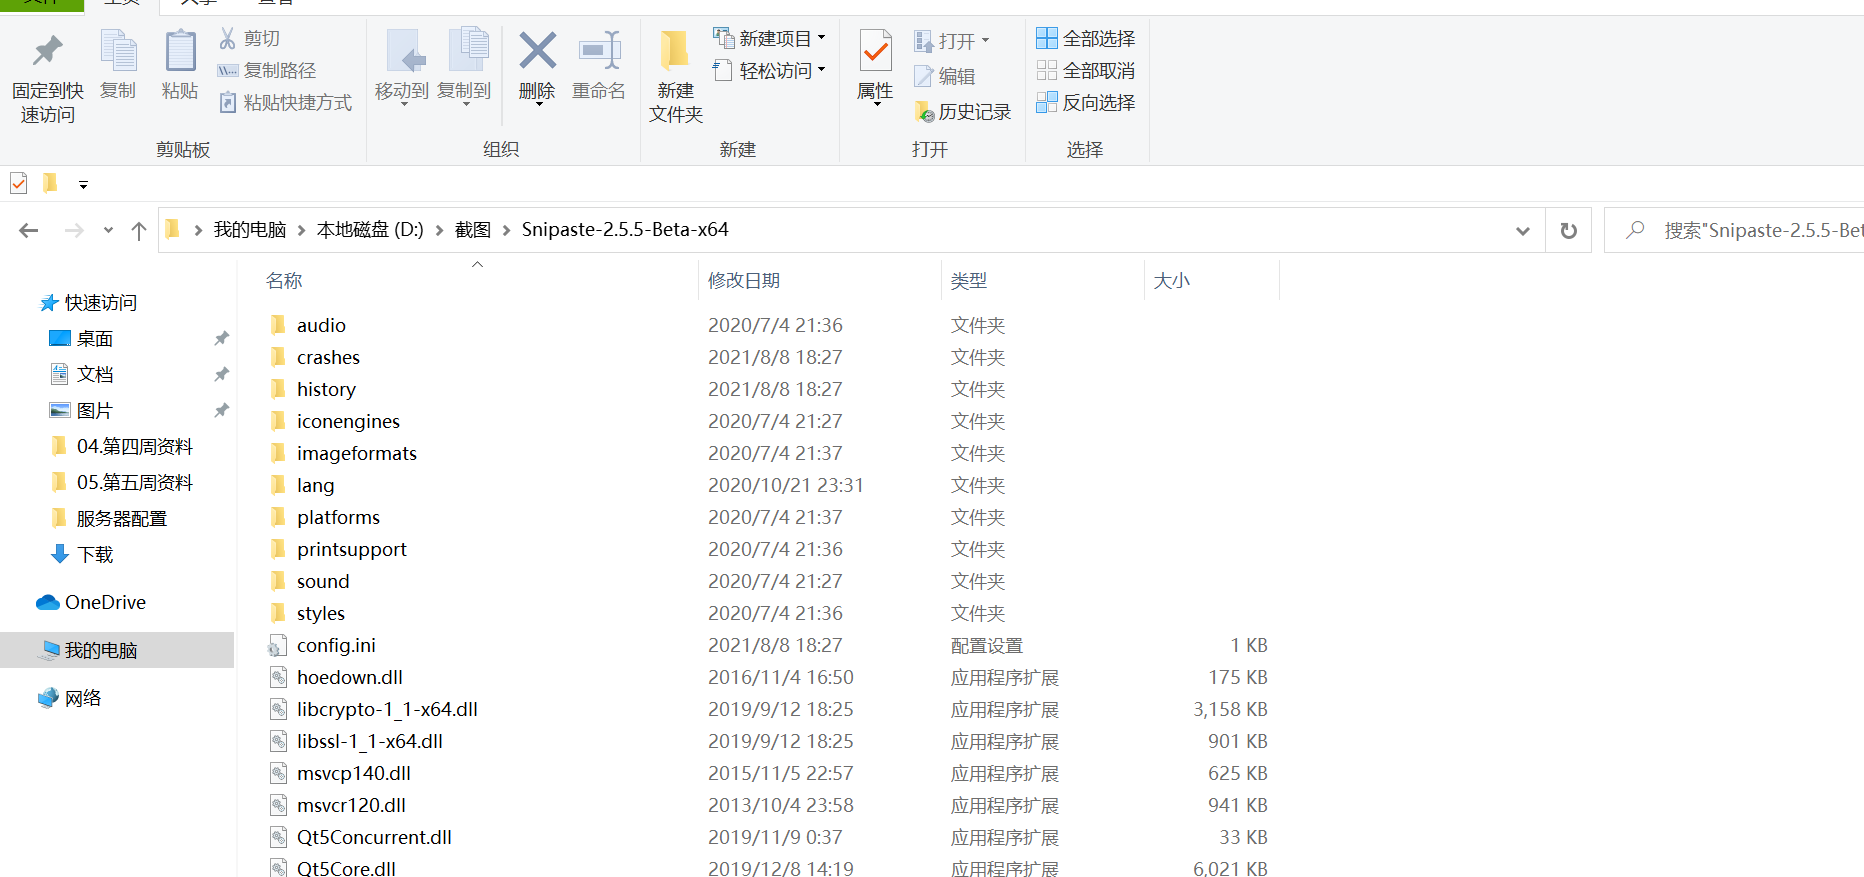 文件 主页 共享 查看
固定到快
速访问
复制
粘贴
剪切
复制路径
粘贴快捷方式
剪贴板
移动到
复制到
删除
重命名
组织
新建
文件夹
新建项目
轻松访问
新建
属性
打开
编辑
历史记录
打开
全部选择
全部取消
反向选择
选择
我的电脑 本地磁盘 (D:) 截图 Snipaste-2.5.5-Beta-x64
搜索"Snipaste-2.5.5-Bet
快速访问
桌面
文档
图片
04.第四周资料
05.第五周资料
服务器配置
下载
OneDrive
我的电脑
网络
名称 修改日期 类型 大小
audio 2020/7/4 21:36 文件夹
crashes 2021/8/8 18:27 文件夹
history 2021/8/8 18:27 文件夹
iconengines 2020/7/4 21:27 文件夹
imageformats 2020/7/4 21:37 文件夹
lang 2020/10/21 23:31 文件夹
platforms 2020/7/4 21:37 文件夹
printsupport 2020/7/4 21:36 文件夹
sound 2020/7/4 21:27 文件夹
styles 2020/7/4 21:36 文件夹
config.ini 2021/8/8 18:27 配置设置 1 KB
hoedown.dll 2016/11/4 16:50 应用程序扩展 175 KB
libcrypto-1_1-x64.dll 2019/9/12 18:25 应用程序扩展 3,158 KB
libssl-1_1-x64.dll 2019/9/12 18:25 应用程序扩展 901 KB
msvcp140.dll 2015/11/5 22:57 应用程序扩展 625 KB
msvcr120.dll 2013/10/4 23:58 应用程序扩展 941 KB
Qt5Concurrent.dll 2019/11/9 0:37 应用程序扩展 33 KB
Qt5Core.dll 2019/12/8 14:19 应用程序扩展 6,021 KB